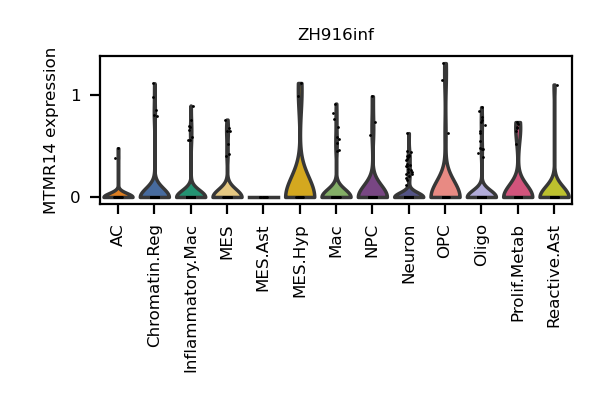 ZH916inf
MTMR14 expression
1
0
AC
Chromatin.Reg
Inflammatory.Mac
MES
MES.Ast
MES.Hyp
Mac
NPC
Neuron
OPC
Oligo
Prolif.Metab
Reactive.Ast